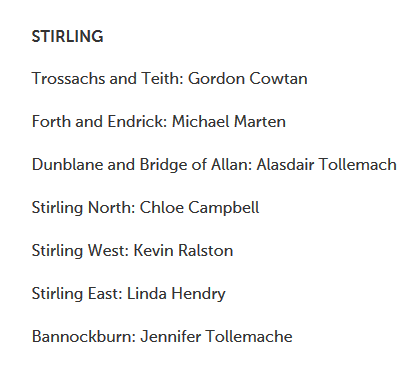 STIRLING
Trossachs and Teith: Gordon Cowtan
Forth and Endrick: Michael Marten
Dunblane and Bridge of Allan: Alasdair Tollemach
Stirling North: Chloe Campbell
Stirling West: Kevin Ralston
Stirling East: Linda Hendry
Bannockburn: Jennifer Tollemache